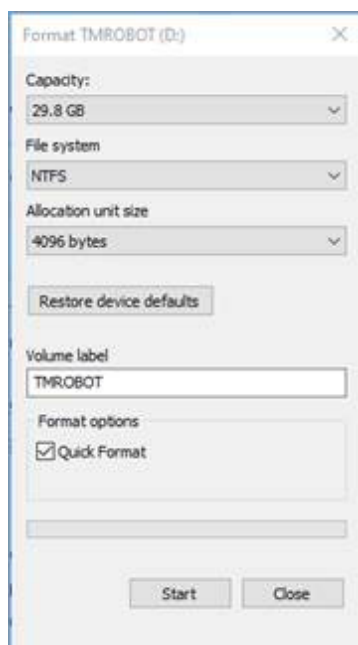 Format TMROBOT (D:)
Capacity:
29.8 GB
File system
NTFS
Allocation unit size
4096 bytes
Restore device defaults
Volume label
TMROBOT
Format options
Quick Format
Start Close